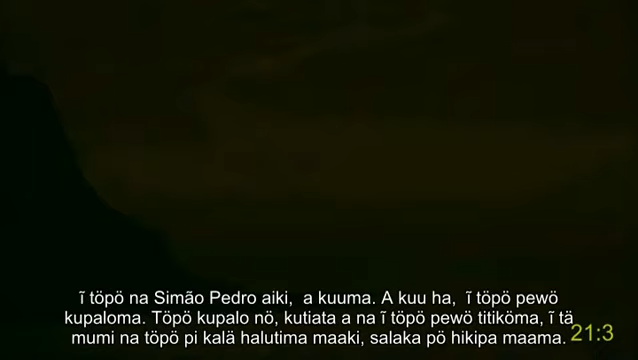 ĩ töpö na Simão Pedro aiki, a kuuma. A kuu ha, ĩ töpö pewö
kupaloma. Töpö kupalo nö, kutiata a na ĩ töpö pewö titiköma, ĩ tä
mumi na töpö pi kalä halutima maaki, salaka pö hikipa maama.
21:3